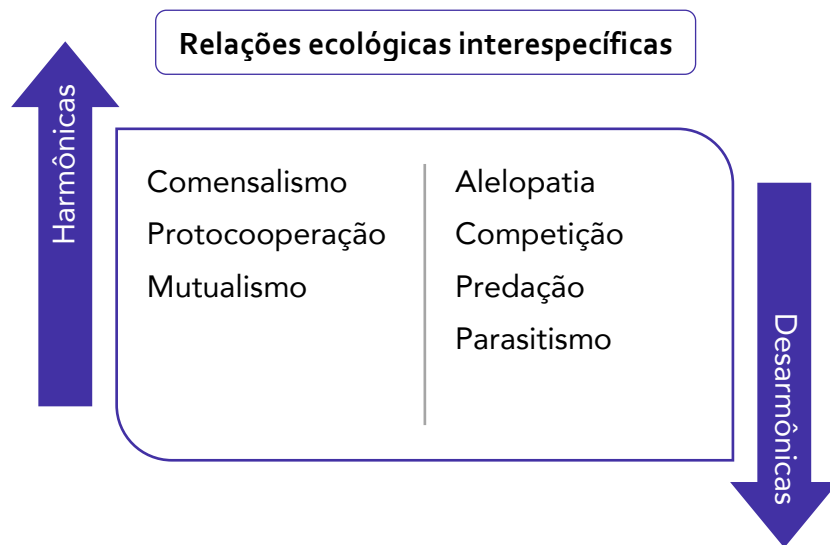 Relações ecológicas interespecíficas
Harmônicas
Comensalismo
Protocooperação
Mutualismo
Alelopatia
Competição
Predação
Parasitismo
Desarmônicas